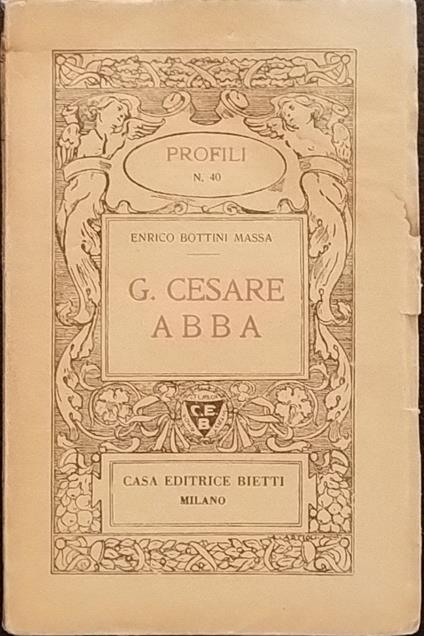 PROFILI
N. 40
ENRICO BOTTINI MASSA
G. CESARE
ABBA
C.E.
B
CASA EDITRICE BIETTI
MILANO